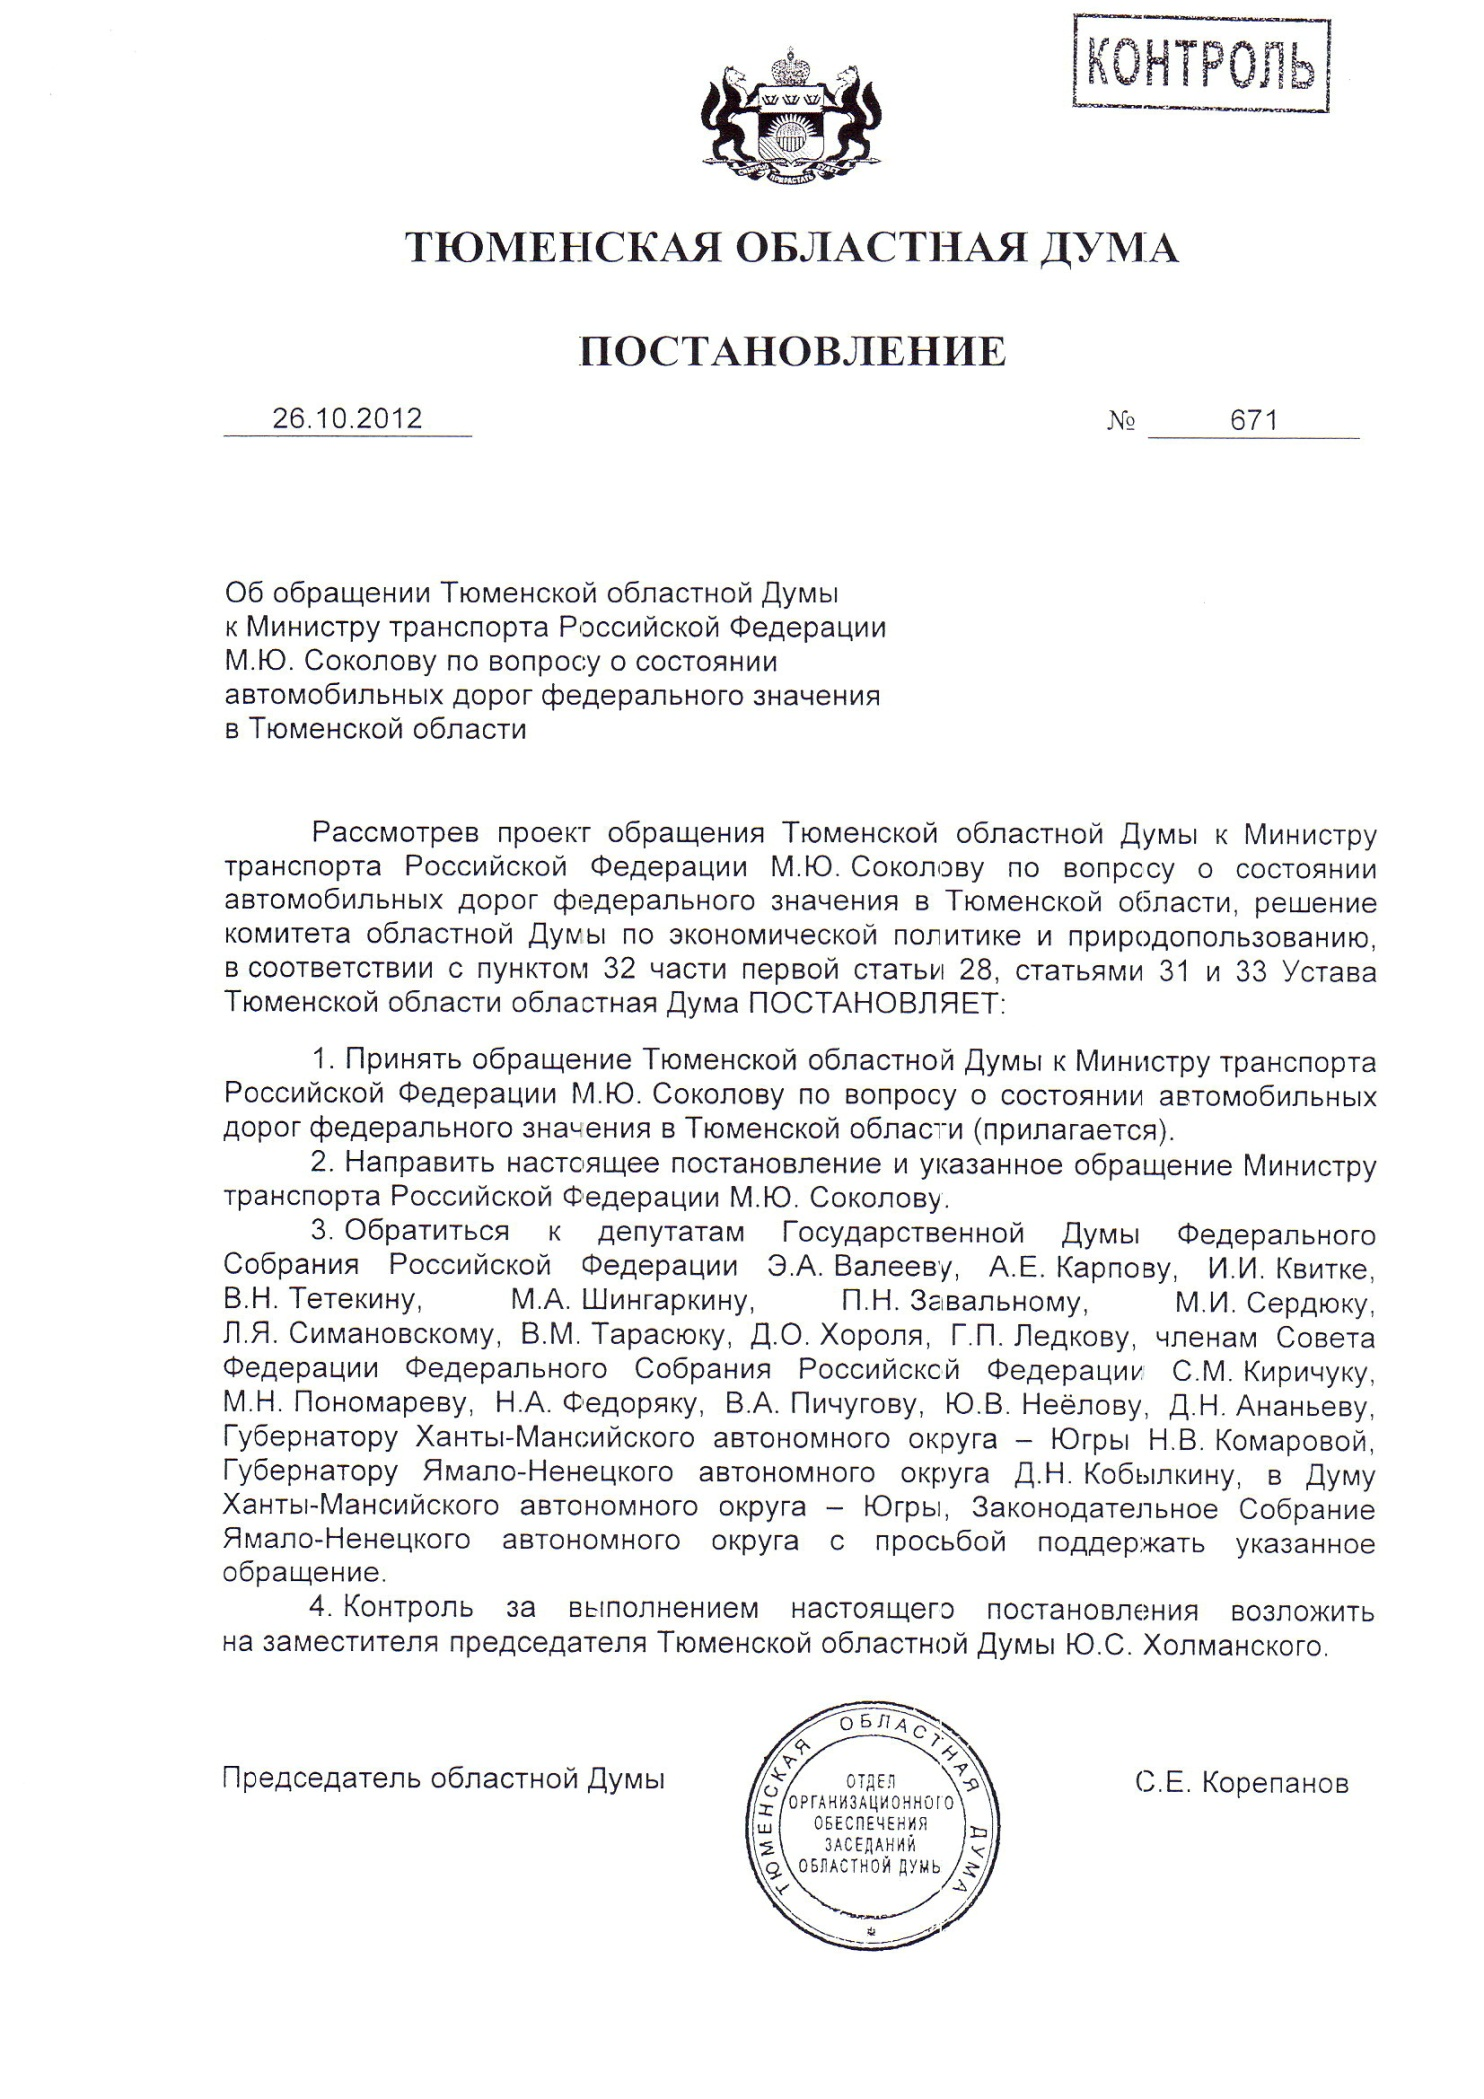 КОНТРОЛЬ
ТЮМЕНСКАЯ ОБЛАСТНАЯ ДУМА
ПОСТАНОВЛЕНИЕ
26.10.2012 № 671
Об обращении Тюменской областной Думы
к Министру транспорта Российской Федерации
М.Ю. Соколову по вопросу о состоянии
автомобильных дорог федерального значения
в Тюменской области
Рассмотрев проект обращения Тюменской областной Думы к Министру
транспорта Российской Федерации М.Ю. Соколову по вопросу о состоянии
автомобильных дорог федерального значения в Тюменской области, решение
комитета областной Думы по экономической политике и природопользованию,
в соответствии с пунктом 32 части первой статьи 28, статьями 31 и 33 Устава
Тюменской области областная Дума ПОСТАНОВЛЯЕТ:
1. Принять обращение Тюменской областной Думы к Министру транспорта
Российской Федерации М.Ю. Соколову по вопросу о состоянии автомобильных
дорог федерального значения в Тюменской области (прилагается).
2. Направить настоящее постановление и указанное обращение Министру
транспорта Российской Федерации М.Ю. Соколову.
3. Обратиться к депутатам Государственной Думы Федерального
Собрания Российской Федерации Э.А. Валееву, А.Е. Карпову, И.И. Квитке,
В.Н. Тетекину, М.А. Шингаркину, П.Н. Завальному, М.И. Сердюку,
Л.Я. Симановскому, В.М. Тарасюку, Д.О. Хороля, Г.П. Ледкову, членам Совета
Федерации Федерального Собрания Российской Федерации С.М. Киричуку,
М.Н. Пономареву, Н.А. Федоряку, В.А. Пичугову, Ю.В. Неёлову, Д.Н. Ананьеву,
Губернатору Ханты-Мансийского автономного округа – Югры Н.В. Комаровой,
Губернатору Ямало-Ненецкого автономного округа Д.Н. Кобылкину, в Думу
Ханты-Мансийского автономного округа – Югры, Законодательное Собрание
Ямало-Ненецкого автономного округа с просьбой поддержать указанное
обращение.
4. Контроль за выполнением настоящего постановления возложить
на заместителя председателя Тюменской областной Думы Ю.С. Холманского.
Председатель областной Думы С.Е. Корепанов
ТЮМЕНСКАЯ ОБЛАСТНАЯ ДУМА
ОТДЕЛ
ОРГАНИЗАЦИОННОГО
ОБЕСПЕЧЕНИЯ
ЗАСЕДАНИЙ
ОБЛАСТНОЙ ДУМЫ